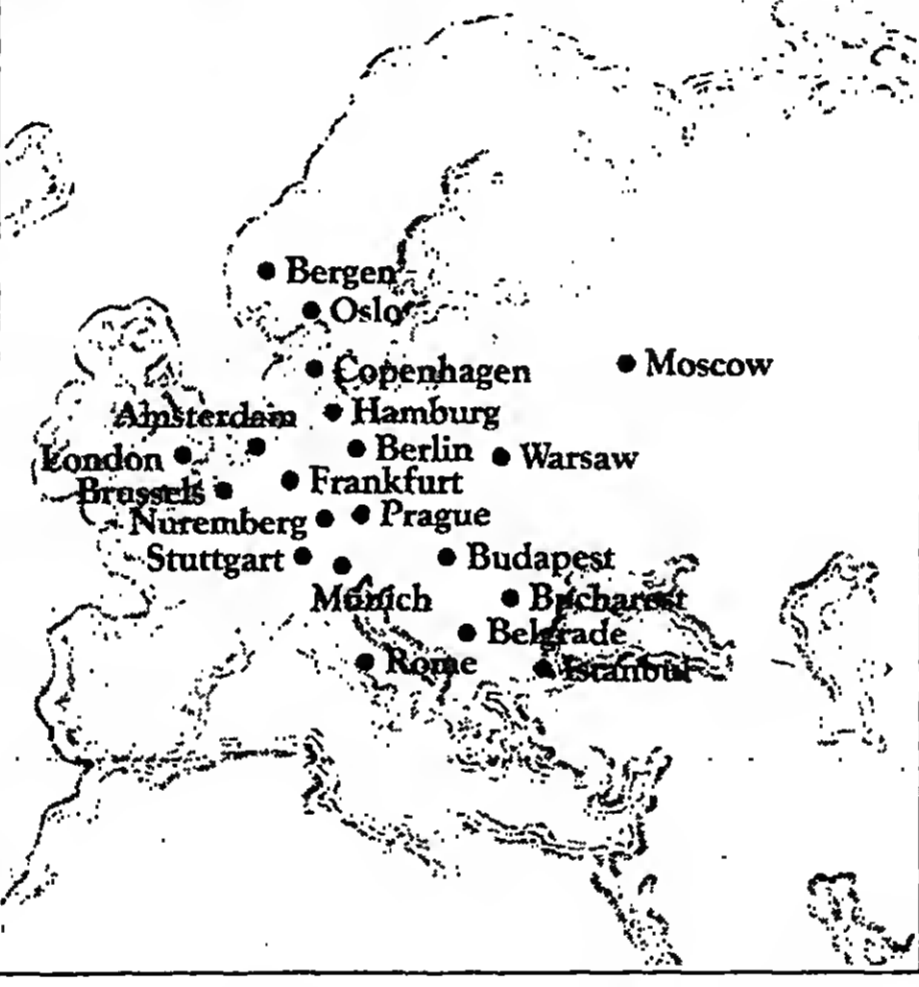 Bergen
Oslo
Copenhagen
Moscow
Amsterdam
Hamburg
London
Berlin
Warsaw
Brussels
Frankfurt
Nuremberg
Prague
Stuttgart
Budapest
Munich
Bucharest
Belgrade
Rome
Istanbul